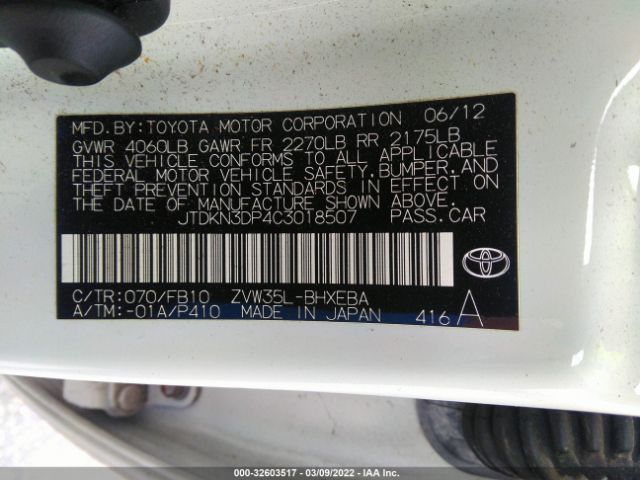 MFD.BY:TOYOTA MOTOR CORPORATION 06/12
GVWR 4060LB GAWR FR 2270LB RR 2175LB
THIS VEHICLE CONFORMS TO ALL APPLICABLE
FEDERAL MOTOR VEHICLE SAFETY,BUMPER,AND
THEFT PREVENTION STANDARDS IN EFFECT ON
THE DATE OF MANUFACTURE SHOWN ABOVE.
JTDKN3DP4C3018507 PASS.CAR
C/TR:070/FB10 ZVW35L-BHXEBA
A/TM:-01A/P410 MADE IN JAPAN 416 A
000-32603517 - 03/09/2022 - IAA Inc.